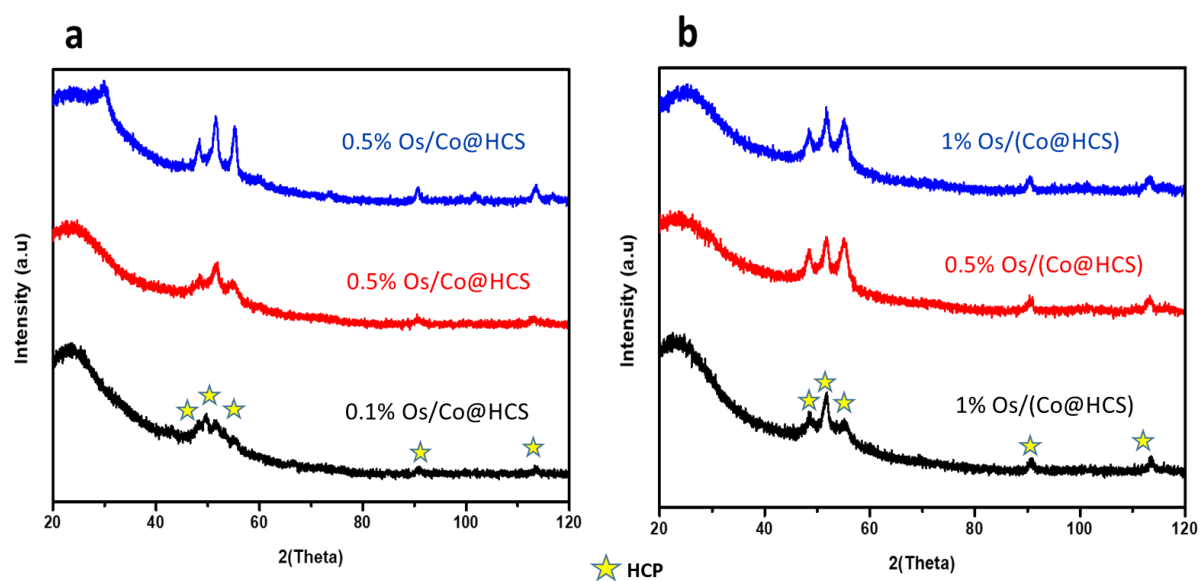 a
Intensity (a.u)
0.5% Os/Co@HCS
0.5% Os/Co@HCS
0.1% Os/Co@HCS
20 40 60 80 100 120
2(Theta)
b
Intensity (a.u)
1% Os/(Co@HCS)
0.5% Os/(Co@HCS)
1% Os/(Co@HCS)
20 40 60 80 100 120
2(Theta)
HCP